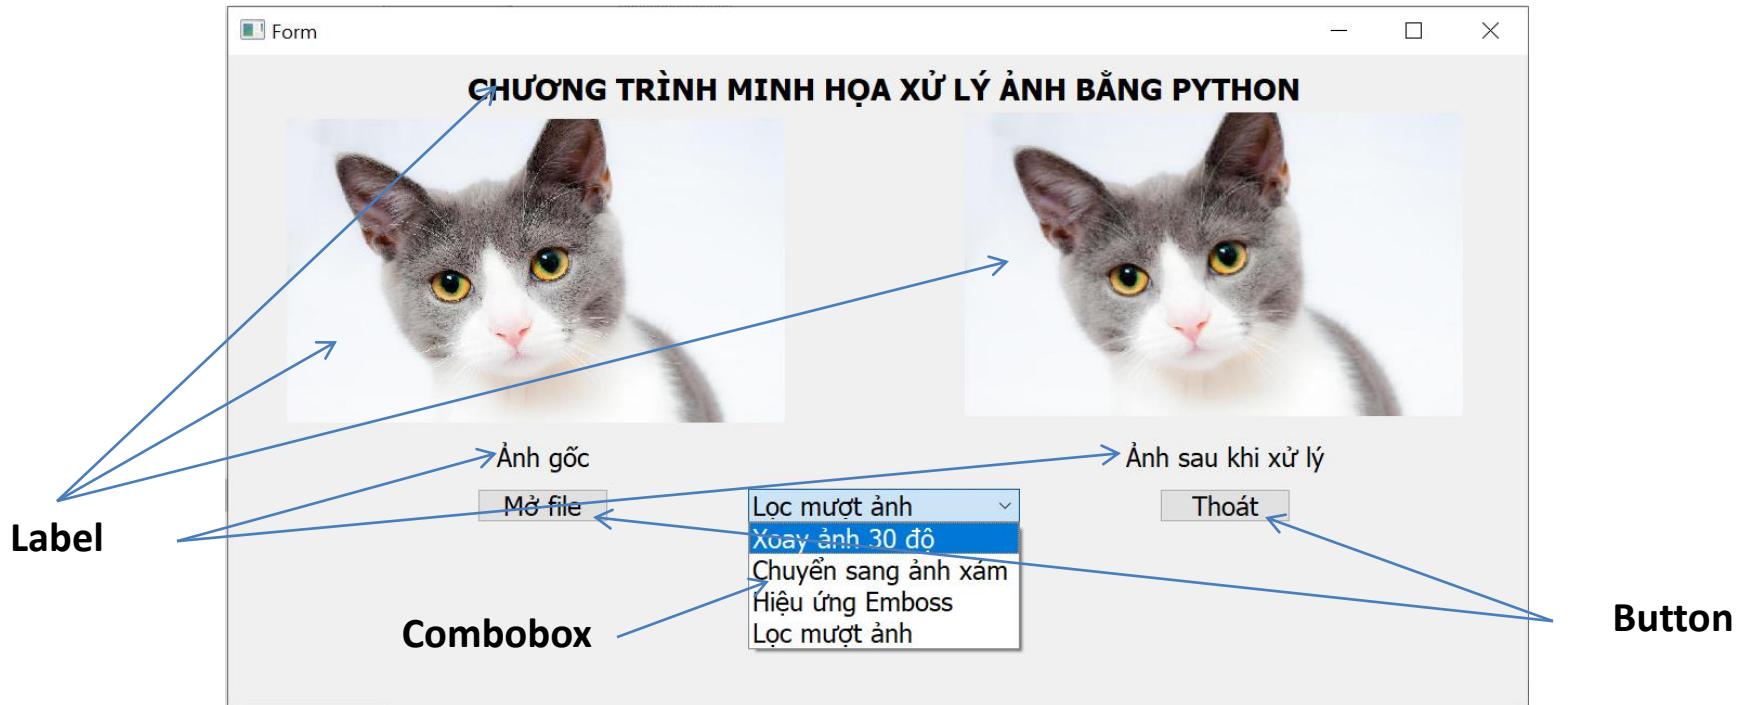 Form
CHƯƠNG TRÌNH MINH HỌA XỬ LÝ ẢNH BẰNG PYTHON
Ảnh gốc
Ảnh sau khi xử lý
Mở file
Lọc mượt ảnh
Thoát
Label
Xoay ảnh 30 độ
Chuyển sang ảnh xám
Hiệu ứng Emboss
Lọc mượt ảnh
Combobox
Button